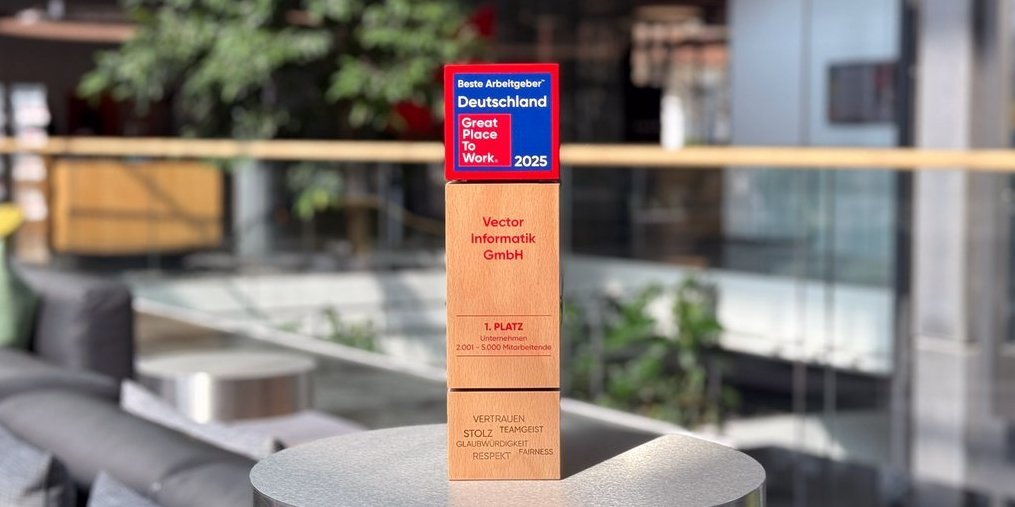 Beste Arbeitgeber™
Deutschland
Great
Place
To
Work®
2025
Vector
Informatik
GmbH
1. PLATZ
Unternehmen
2.001 – 5.000 Mitarbeitende
VERTRAUEN
STOLZ TEAMGEIST
GLAUBWÜRDIGKEIT
RESPEKT FAIRNESS